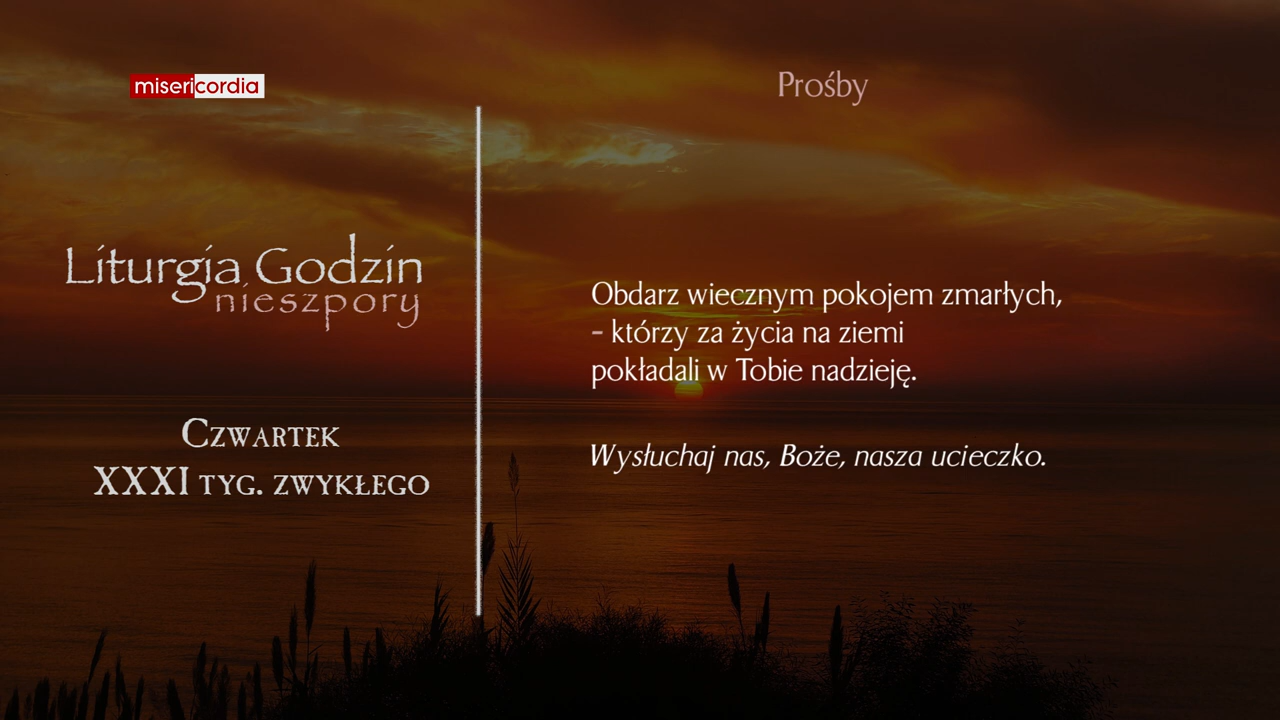 misericordia
Prośby
Liturgia Godzin
nieszpory
Czwartek
XXXI tyg. zwykłego
Obdarz wiecznym pokojem zmarłych,
- którzy za życia na ziemi
pokładali w Tobie nadzieję.
Wysłuchaj nas, Boże, nasza ucieczko.